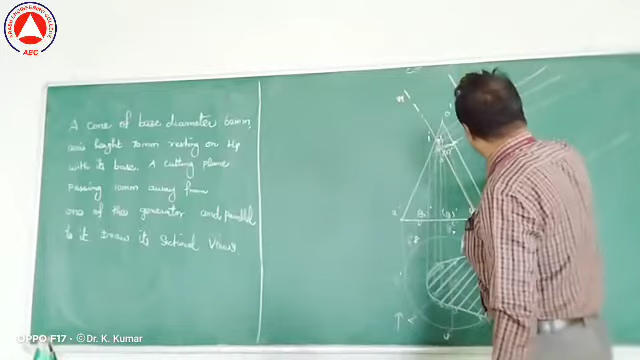 AEC
A cone of base diameter 60mm,
axis height 70mm resting on Hp
with its base. A cutting plane
passing 10mm away from
one of the generator and parallel
to it Draw its sectional views.
OPPO F17 · ©Dr. K. Kumar